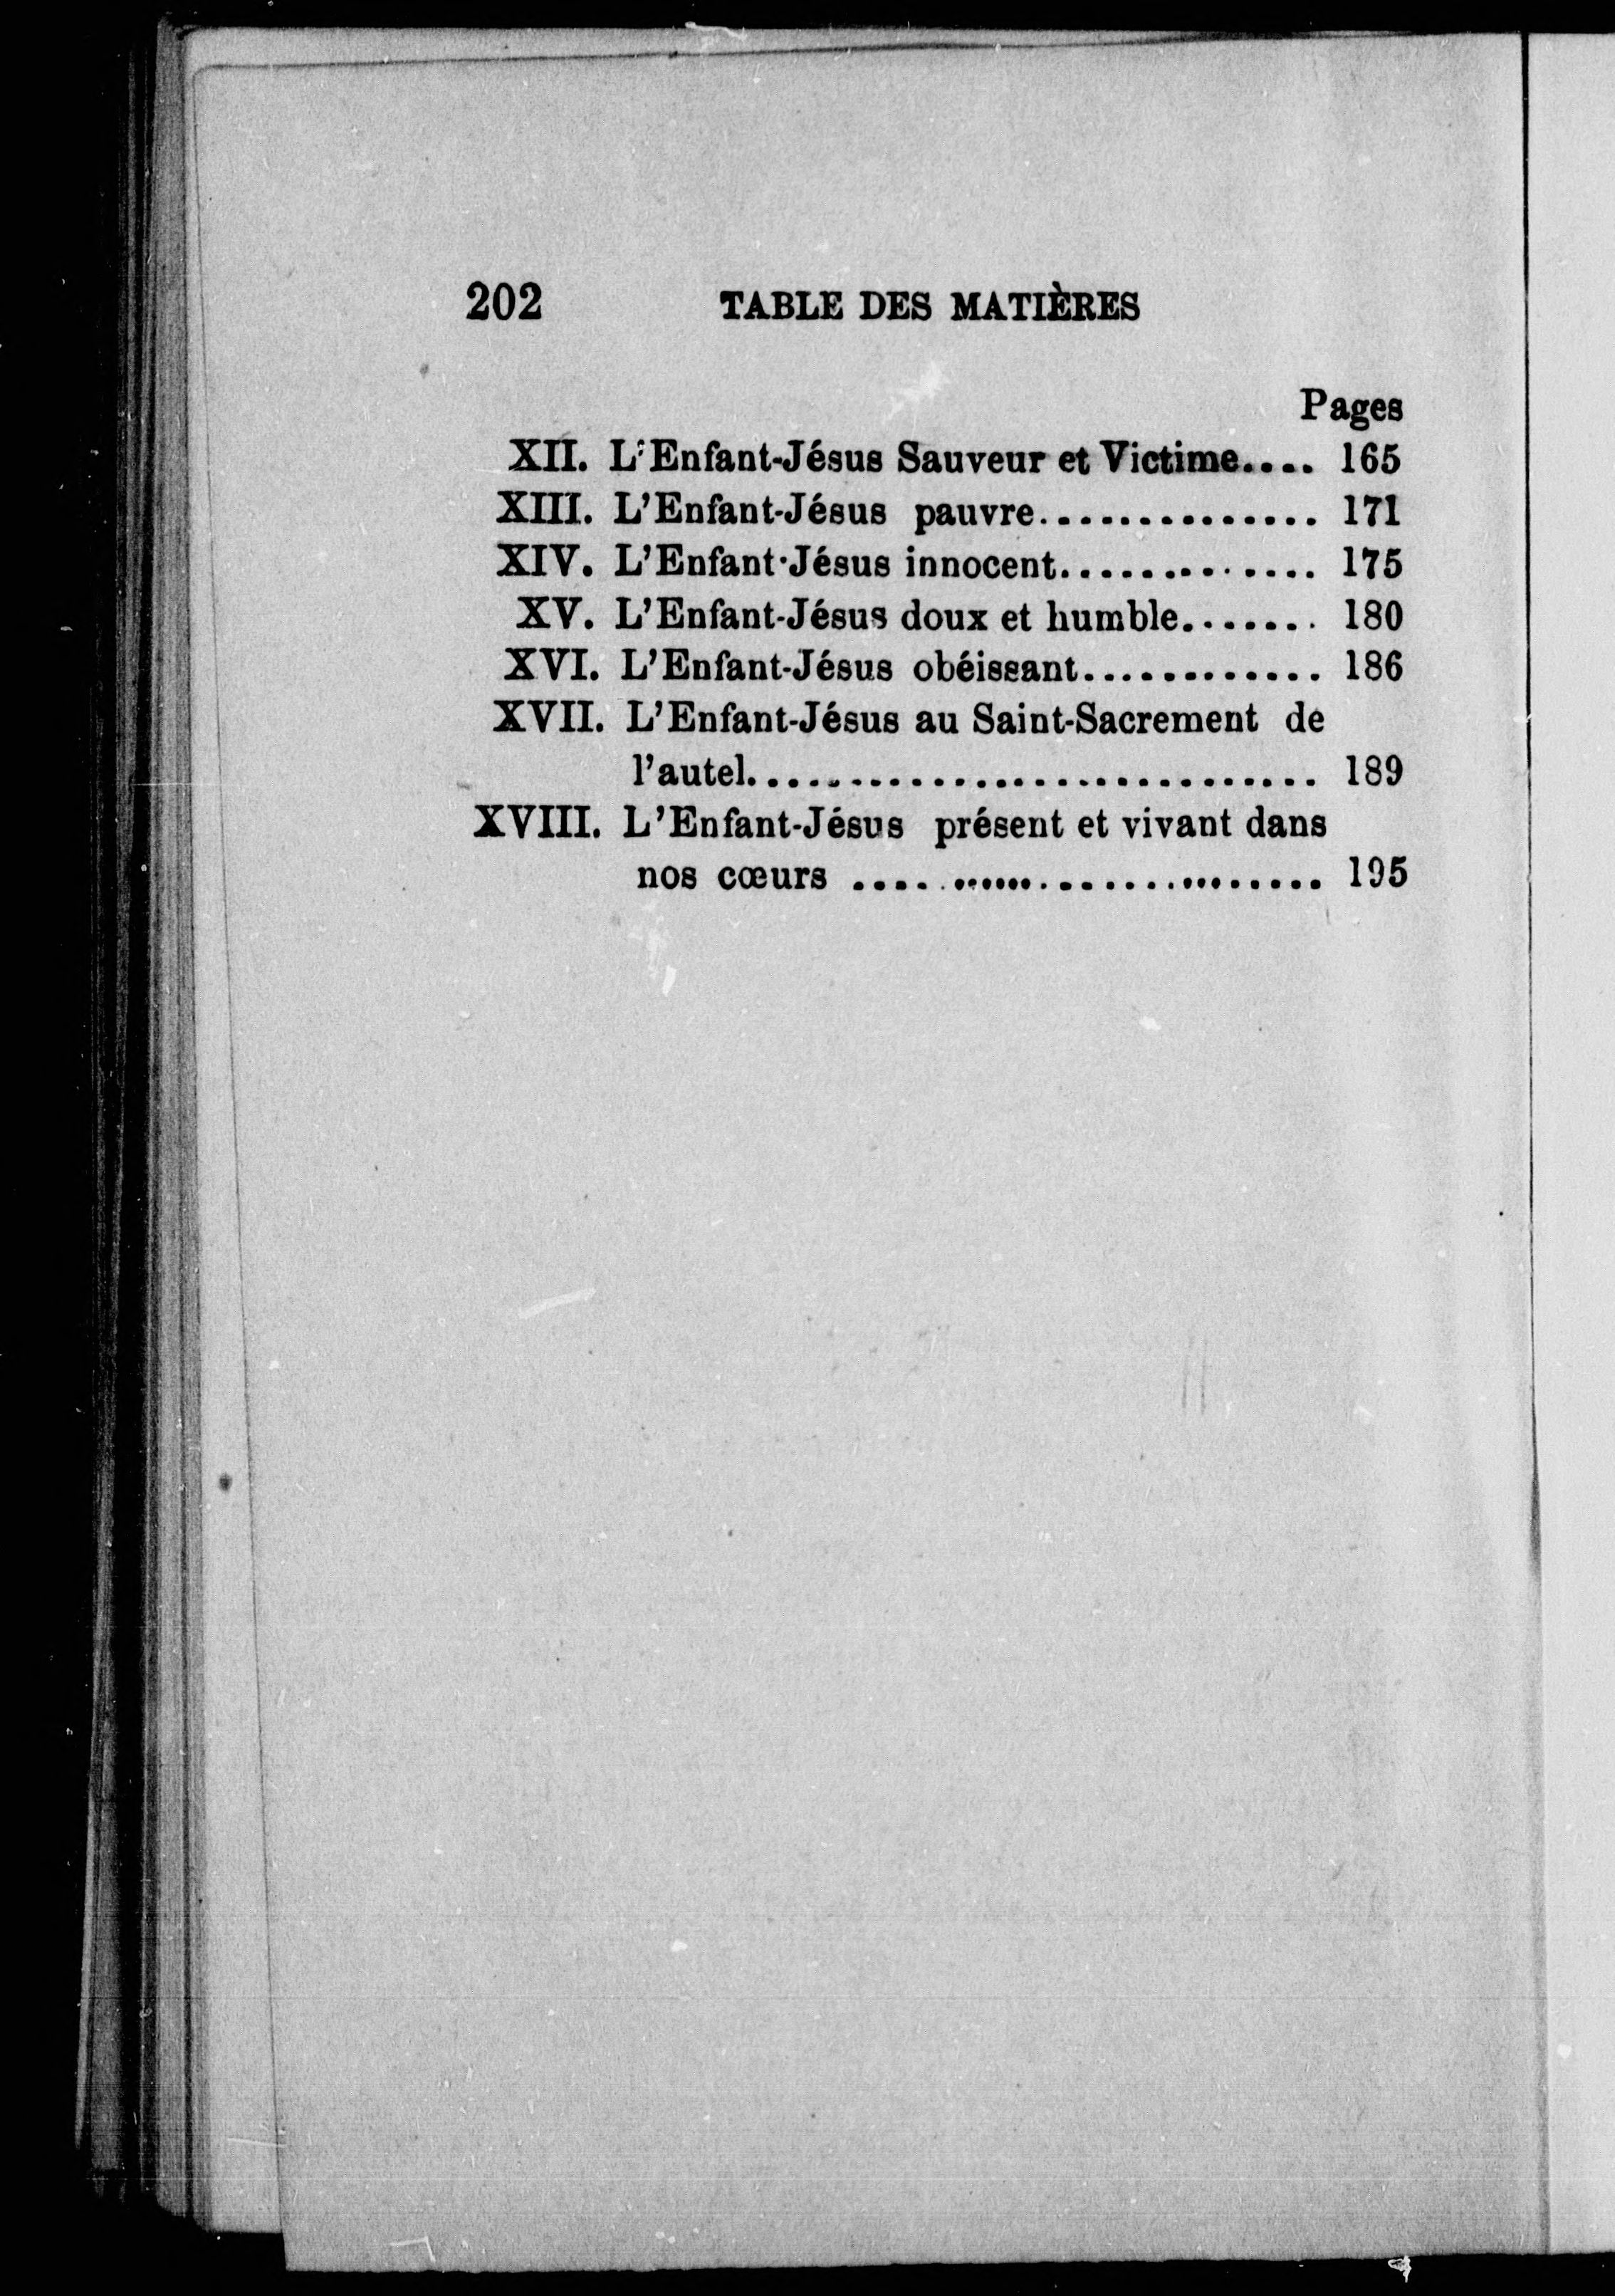 202 TABLE DES MATIÈRES
Pages
XII. L'Enfant-Jésus Sauveur et Victime.... 165
XIII. L'Enfant-Jésus pauvre.............. 171
XIV. L'Enfant-Jésus innocent............. 175
XV. L'Enfant-Jésus doux et humble....... 180
XVI. L'Enfant-Jésus obéissant............ 186
XVII. L'Enfant-Jésus au Saint-Sacrement de
l'autel............................. 189
XVIII. L'Enfant-Jésus présent et vivant dans
nos cœurs .......................... 195